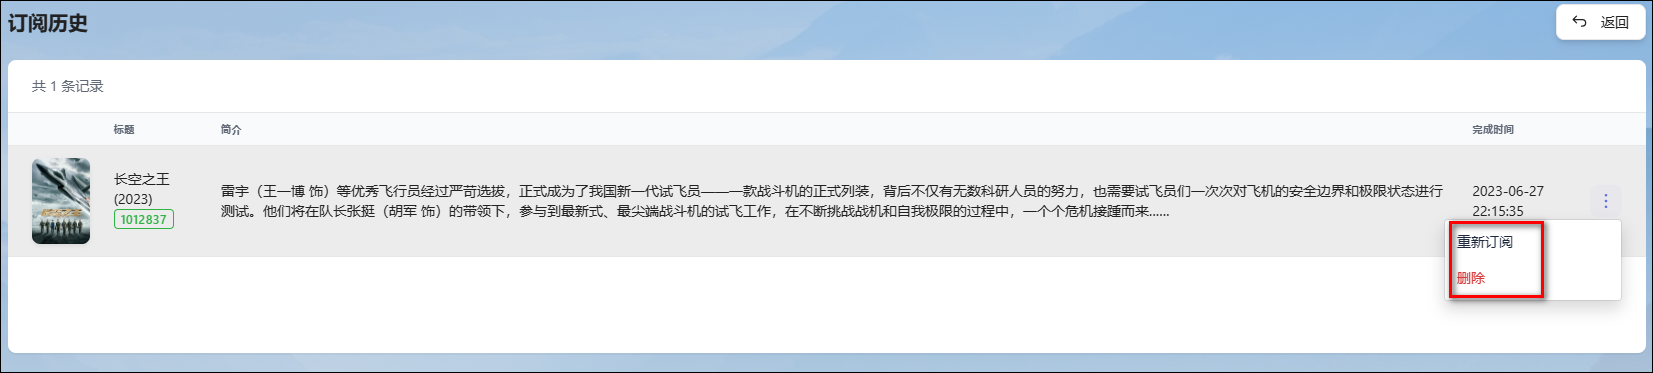 订阅历史
返回
共 1 条记录
标题
简介
完成时间
长空之王
(2023)
1012837
雷宇（王一博 饰）等优秀飞行员经过严苛选拔，正式成为了我国新一代试飞员——一款战斗机的正式列装，背后不仅有无数科研人员的努力，也需要试飞员们一次次对飞机的安全边界和极限状态进行
测试。他们将在队长张挺（胡军 饰）的带领下，参与到最新式、最尖端战斗机的试飞工作，在不断挑战战机和自我极限的过程中，一个个危机接踵而来……
2023-06-27
22:15:35
重新订阅
删除